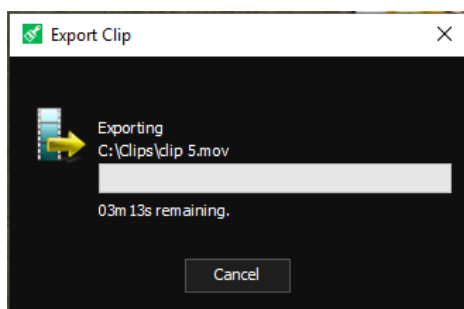 Export Clip
Exporting
C:\Clips\clip 5.mov
03m 13s remaining.
Cancel